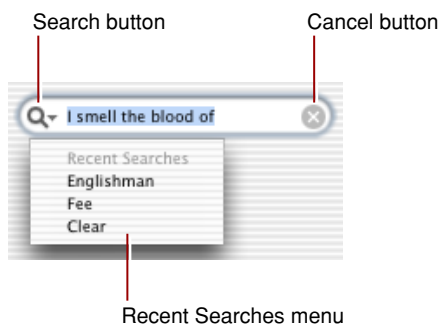 Search button
Cancel button
I smell the blood of
Recent Searches
Englishman
Fee
Clear
Recent Searches menu